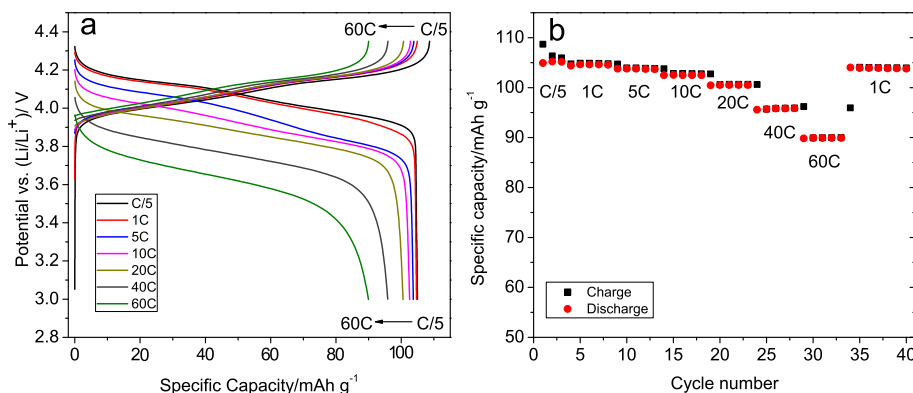 a
60C C/5
4.4
4.2
4.0
3.8
3.6
3.4
3.2
3.0
2.8
Potential vs. (Li/Li⁺)/ V
C/5
1C
5C
10C
20C
40C
60C
60C C/5
0 20 40 60 80 100
Specific Capacity/mAh g⁻¹
b
110
100
90
80
70
60
50
Specific capacity/mAh g⁻¹
C/5 1C 5C 10C 20C 40C 60C 1C
Charge
Discharge
0 5 10 15 20 25 30 35 40
Cycle number